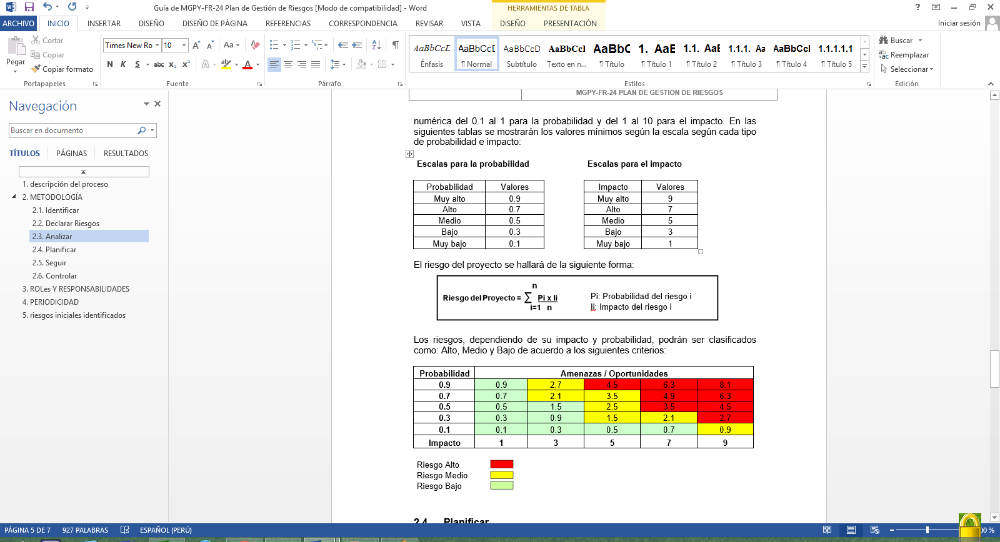 Guía de MGPY-FR-24 Plan de Gestión de Riesgos [Modo de compatibilidad] - Word
HERRAMIENTAS DE TABLA
?
ARCHIVO INICIO INSERTAR DISEÑO DISEÑO DE PÁGINA REFERENCIAS CORRESPONDENCIA REVISAR VISTA DISEÑO PRESENTACIÓN Iniciar sesión
Pegar
Cortar
Copiar
Copiar formato
Portapapeles
Times New Ro 10 Aa
N K S abc x₂ x²
Fuente
Párrafo
AaBbCcL AaBbCcI AaBbCcD AaBbCcI AaBbC 1. AaE 1.1. AaE 1.1.1. Aa AaBbCcI 1.1.1.1.1
Énfasis ¶ Normal Subtítulo Texto en n... ¶ Título ¶ Título 1 ¶ Título 2 ¶ Título 3 ¶ Título 4 ¶ Título 5
Estilos
Buscar
Reemplazar
Seleccionar
Edición
Navegación
Buscar en documento
TÍTULOS PÁGINAS RESULTADOS
1. descripción del proceso
2. METODOLOGÍA
2.1. Identificar
2.2. Declarar Riesgos
2.3. Analizar
2.4. Planificar
2.5. Seguir
2.6. Controlar
3. ROLes Y RESPONSABILIDADES
4. PERIODICIDAD
5. riesgos iniciales identificados
MGPY-FR-24 PLAN DE GESTION DE RIESGOS
numérica del 0.1 al 1 para la probabilidad y del 1 al 10 para el impacto. En las
siguientes tablas se mostrarán los valores mínimos según la escala según cada tipo
de probabilidad e impacto:
Escalas para la probabilidad
Probabilidad Valores
Muy alto 0.9
Alto 0.7
Medio 0.5
Bajo 0.3
Muy bajo 0.1
Escalas para el impacto
Impacto Valores
Muy alto 9
Alto 7
Medio 5
Bajo 3
Muy bajo 1
El riesgo del proyecto se hallará de la siguiente forma:
n
Riesgo del Proyecto = ∑ Pi x Ii
i=1 n
Pi: Probabilidad del riesgo i
Ii: Impacto del riesgo i
Los riesgos, dependiendo de su impacto y probabilidad, podrán ser clasificados
como: Alto, Medio y Bajo de acuerdo a los siguientes criterios:
Probabilidad Amenazas / Oportunidades
0.9 0.9 2.7 4.5 6.3 8.1
0.7 0.7 2.1 3.5 4.9 6.3
0.5 0.5 1.5 2.5 3.5 4.5
0.3 0.3 0.9 1.5 2.1 2.7
0.1 0.1 0.3 0.5 0.7 0.9
Impacto 1 3 5 7 9
Riesgo Alto
Riesgo Medio
Riesgo Bajo
2.4 Planificar
PÁGINA 5 DE 7 927 PALABRAS ESPAÑOL (PERÚ)